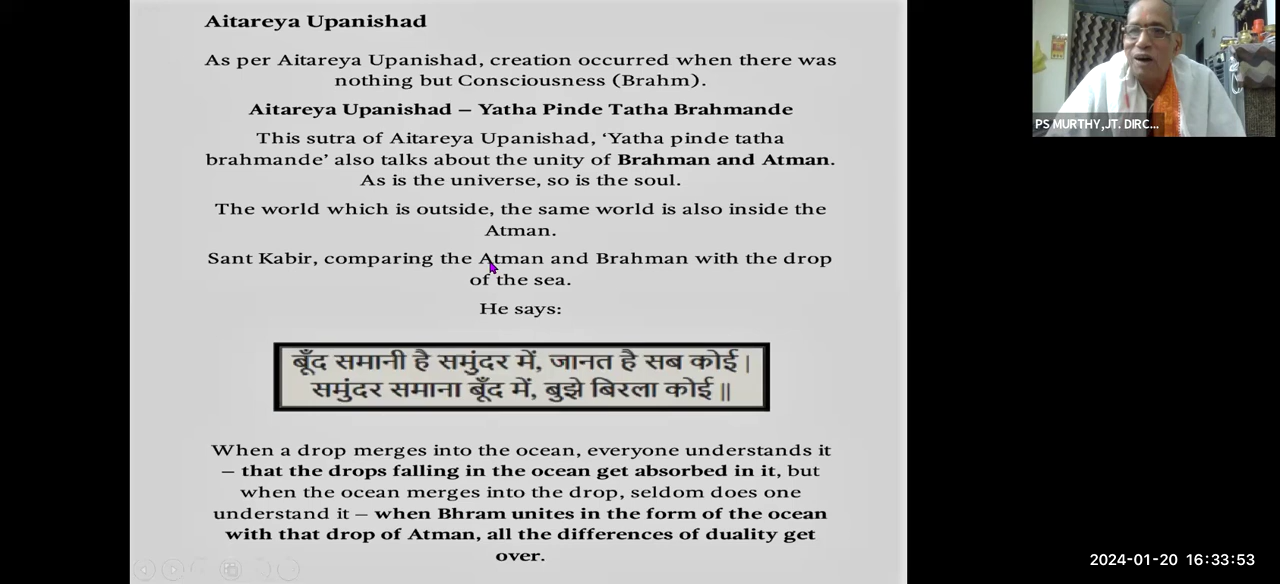 Aitareya Upanishad
As per Aitareya Upanishad, creation occurred when there was
nothing but Consciousness (Brahm).
Aitareya Upanishad – Yatha Pinde Tatha Brahmande
This sutra of Aitareya Upanishad, ‘Yatha pinde tatha
brahmande’ also talks about the unity of Brahman and Atman.
As is the universe, so is the soul.
The world which is outside, the same world is also inside the
Atman.
Sant Kabir, comparing the Atman and Brahman with the drop
of the sea.
He says:
बूँद समानी है समुंदर में, जानत है सब कोई |
समुंदर समाना बूँद में, बुझे बिरला कोई ||
When a drop merges into the ocean, everyone understands it
– that the drops falling in the ocean get absorbed in it, but
when the ocean merges into the drop, seldom does one
understand it – when Bhram unites in the form of the ocean
with that drop of Atman, all the differences of duality get
over.
PS MURTHY,JT. DIRC...
2024-01-20 16:33:53